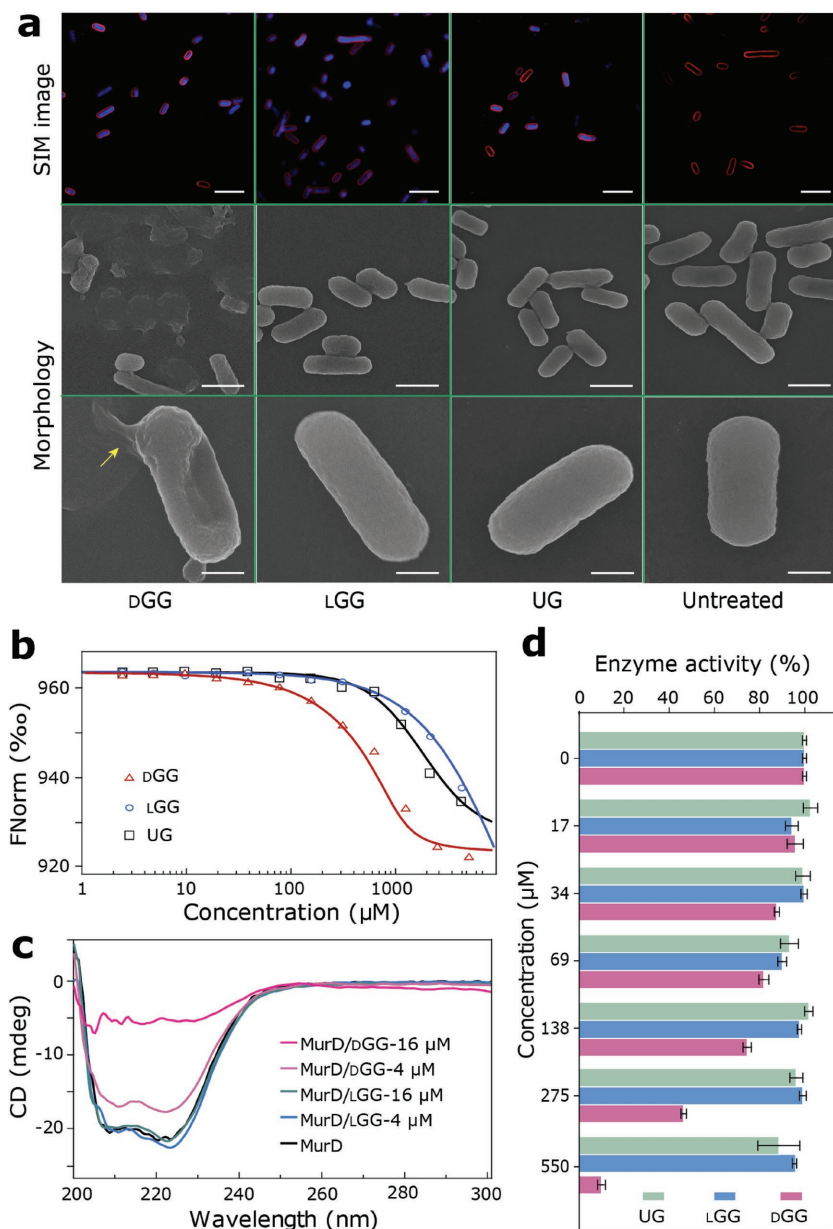 a
SIM image
Morphology
DGG LGG UG Untreated
b
FNorm (‰)
960
940
920
DGG
LGG
UG
1 10 100 1000
Concentration (µM)
c
CD (mdeg)
0
-10
-20
MurD/DGG-16 µM
MurD/DGG-4 µM
MurD/LGG-16 µM
MurD/LGG-4 µM
MurD
200 220 240 260 280 300
Wavelength (nm)
d
Enzyme activity (%)
0 20 40 60 80 100
Concentration (µM)
0
17
34
69
138
275
550
UG LGG DGG